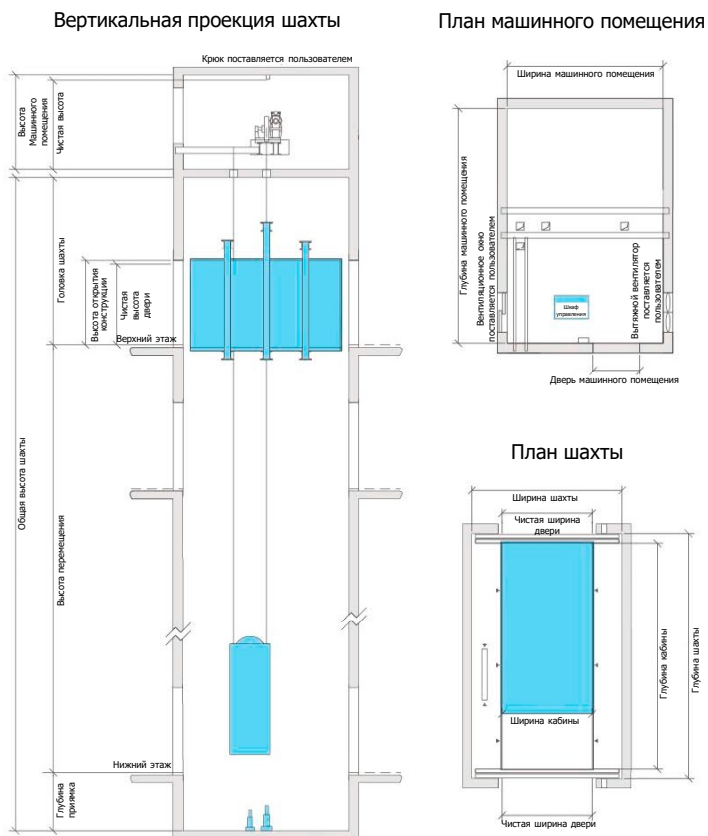 Вертикальная проекция шахты
План машинного помещения
Крюк поставляется пользователем
Высота
Машинного
помещения
Чистая высота
Головка шахты
Высота открытия
конструкции
Чистая
высота
двери
Верхний этаж
Общая высота шахты
Высота перемещения
Нижний этаж
Глубина
приямка
Ширина машинного помещения
Глубина машинного помещения
Вентиляционное окно
поставляется пользователем
Шкаф
управления
Вытяжной вентилятор
поставляется
пользователем
Дверь машинного помещения
План шахты
Ширина шахты
Чистая ширина
двери
Глубина кабины
Глубина шахты
Ширина кабины
Чистая ширина двери